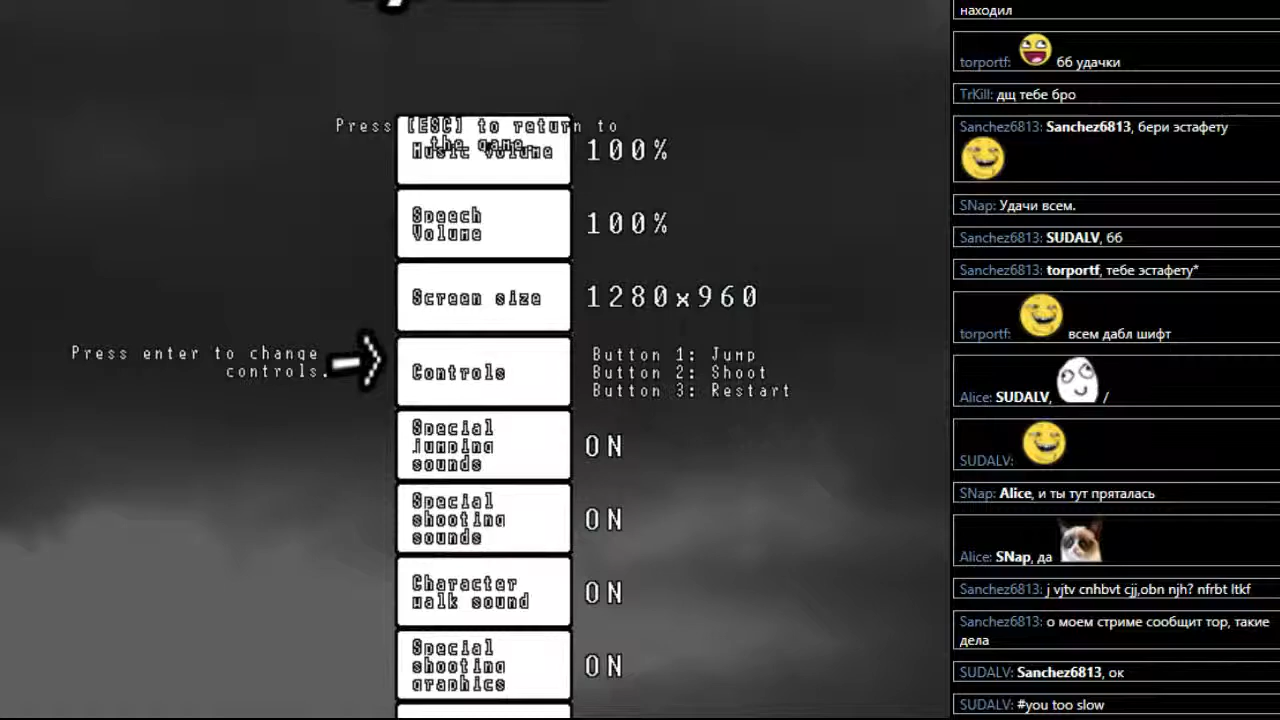 Press [ESC] to return to
the game.
Music Volume
100%
Speech
Volume
100%
Screen size
1280x960
Press enter to change
controls.
Controls
Button 1: Jump
Button 2: Shoot
Button 3: Restart
Special
jumping
sounds
ON
Special
shooting
sounds
ON
Character
walk sound
ON
Special
shooting
graphics
ON
находил
torportf: бб удачки
TrKill: дщ тебе бро
Sanchez6813: Sanchez6813, бери эстафету
SNap: Удачи всем.
Sanchez6813: SUDALV, бб
Sanchez6813: torportf, тебе эстафету*
torportf: всем дабл шифт
Alice: SUDALV, /
SUDALV:
SNap: Alice, и ты тут пряталась
Alice: SNap, да
Sanchez6813: j vjtv cnhbvt cjj,obn njh? nfrbt ltkf
Sanchez6813: о моем стриме сообщит тор, такие
дела
SUDALV: Sanchez6813, ок
SUDALV: #you too slow